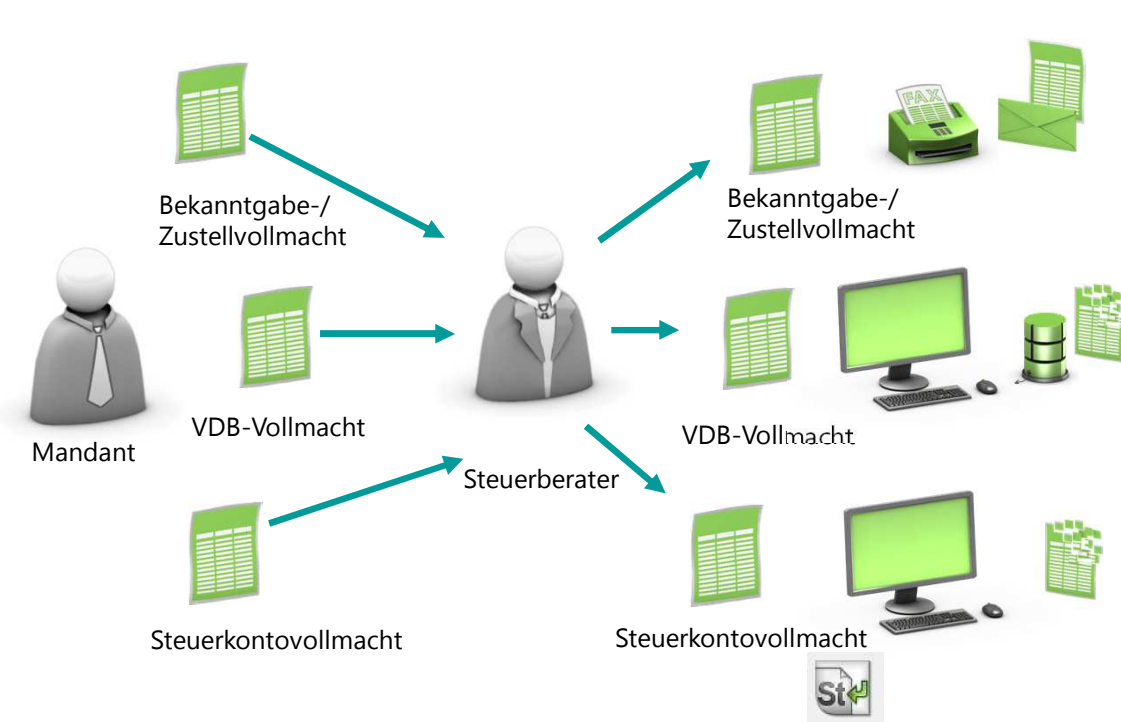 FAX
Bekanntgabe-/
Zustellvollmacht
Bekanntgabe-/
Zustellvollmacht
Mandant
VDB-Vollmacht
Steuerberater
VDB-Vollmacht
Steuerkontovollmacht
Steuerkontovollmacht
St